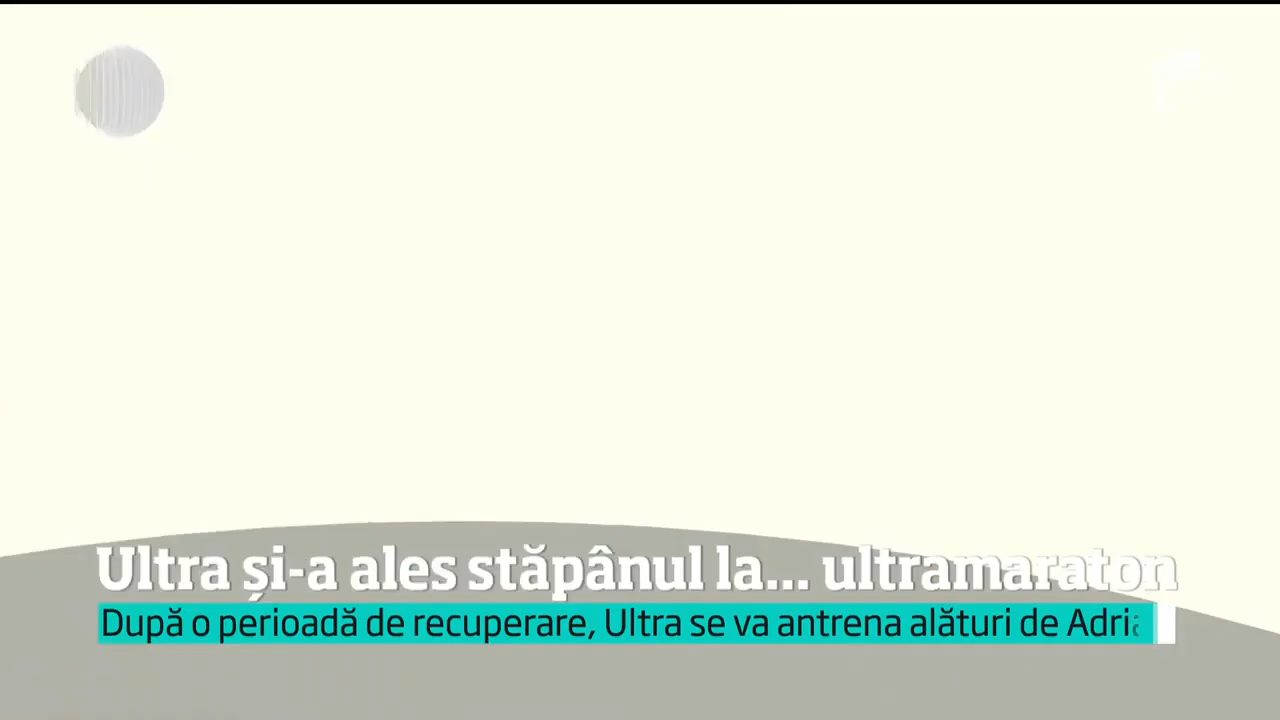 Ultra și-a ales stăpânul la... ultramaraton
După o perioadă de recuperare, Ultra se va antrena alături de